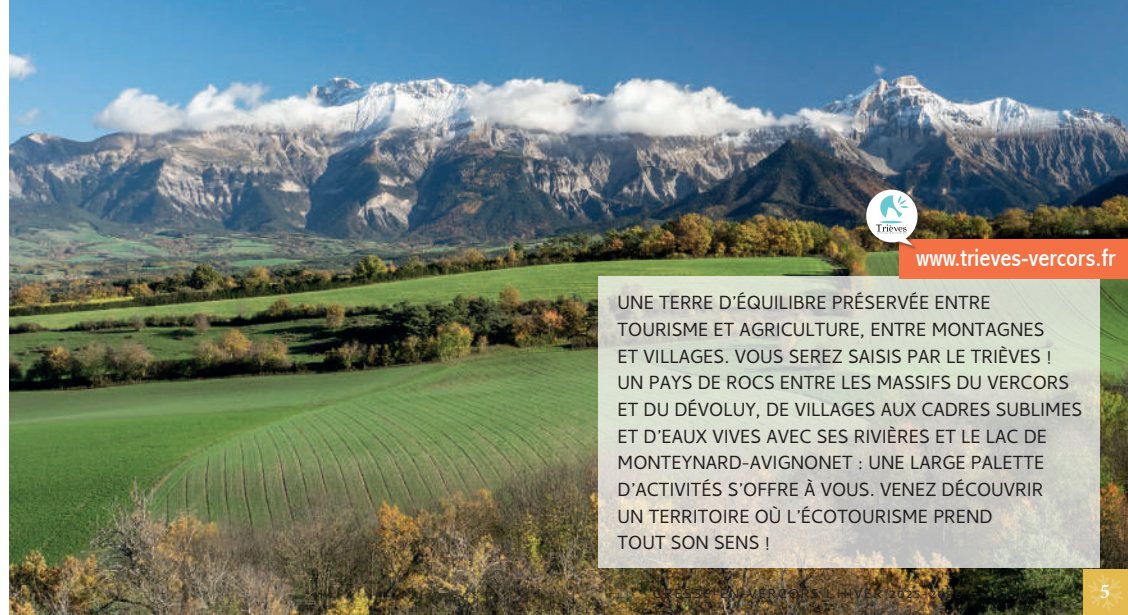 Trièves
www.trieves-vercors.fr
UNE TERRE D'ÉQUILIBRE PRÉSERVÉE ENTRE
TOURISME ET AGRICULTURE, ENTRE MONTAGNES
ET VILLAGES. VOUS SEREZ SAISIS PAR LE TRIÈVES !
UN PAYS DE ROCS ENTRE LES MASSIFS DU VERCORS
ET DU DÉVOLUY, DE VILLAGES AUX CADRES SUBLIMES
ET D'EAUX VIVES AVEC SES RIVIÈRES ET LE LAC DE
MONTEYNARD-AVIGNONET : UNE LARGE PALETTE
D'ACTIVITÉS S'OFFRE À VOUS. VENEZ DÉCOUVRIR
UN TERRITOIRE OÙ L'ÉCOTOURISME PREND
TOUT SON SENS !
EN VERCORS | HIVER
5